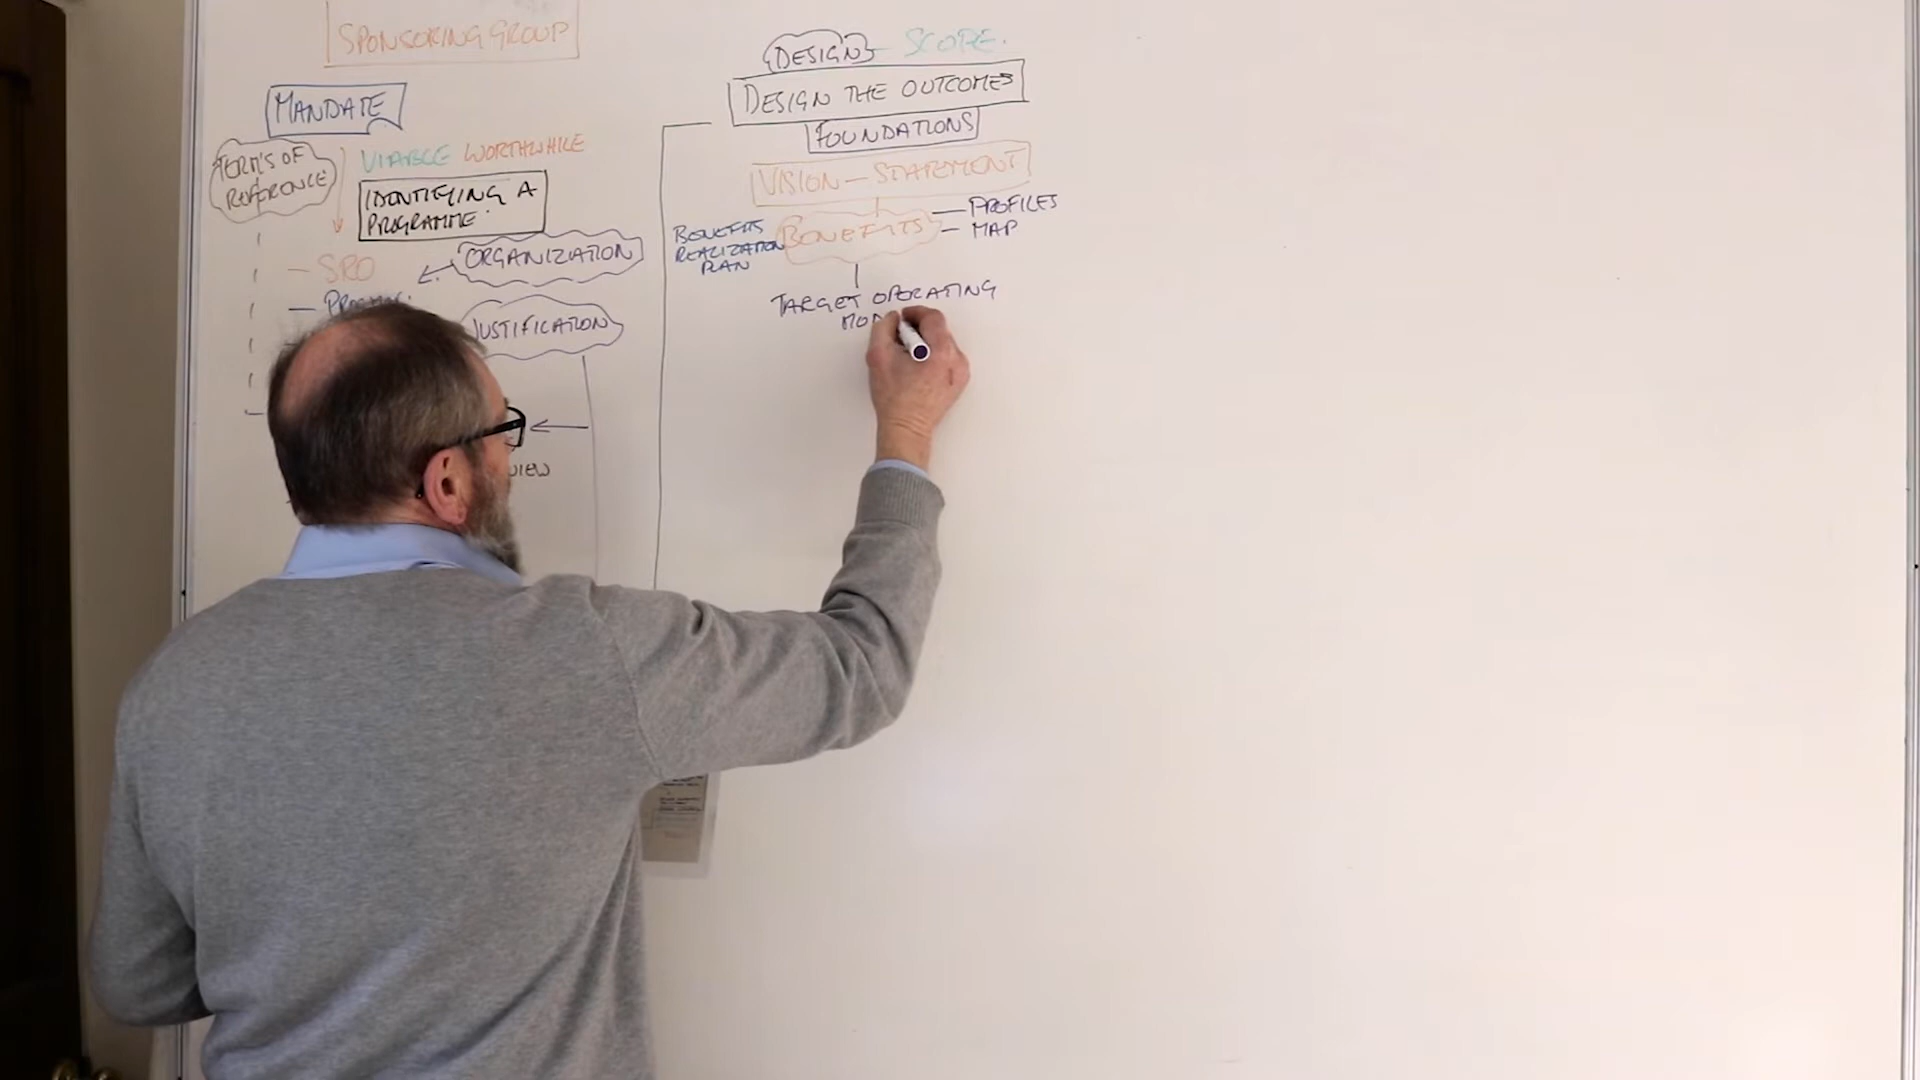 SPONSORING GROUP
MANDATE
TERM'S OF
REFERENCE
VIABLE WORTHWHILE
IDENTIFYING A
PROGRAMME.
ORGANIZATION
- SRO
JUSTIFICATION
DESIGN - SCOPE.
DESIGN THE OUTCOMES
FOUNDATIONS
VISION - STATEMENT
BENEFITS
- PROFILES
- MAP
BENEFITS
REALIZATION
PLAN
TARGET OPERATING
MOD